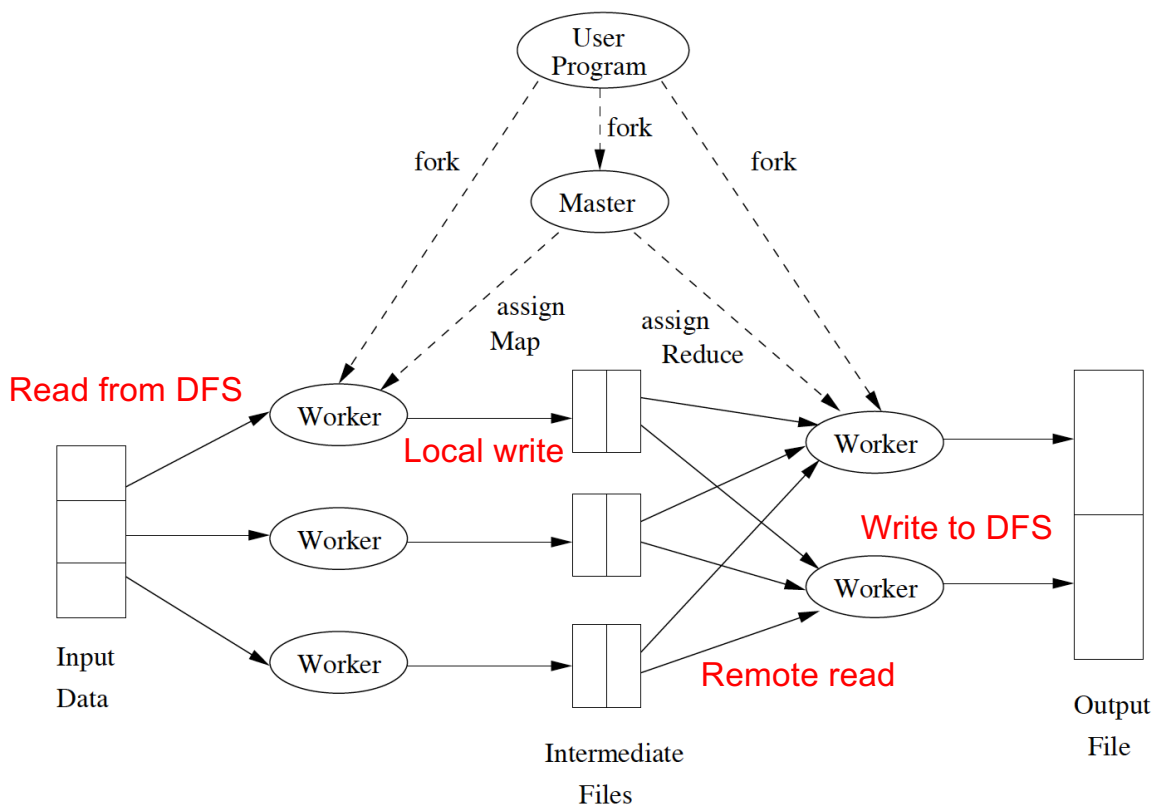 User
Program
fork
fork
fork
Master
assign
Map
assign
Reduce
Read from DFS
Worker
Local write
Worker
Worker
Write to DFS
Worker
Worker
Remote read
Input
Data
Intermediate
Files
Output
File